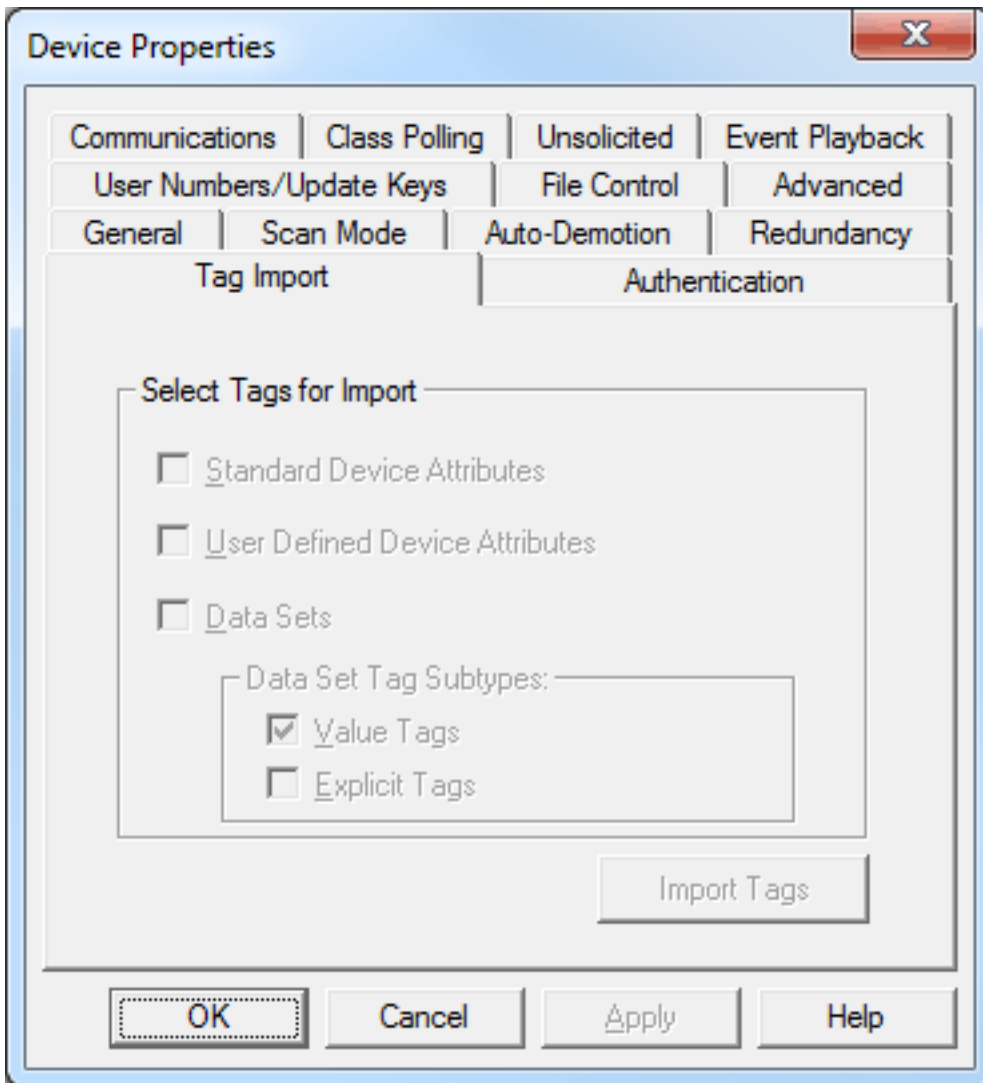 Device Properties
Communications Class Polling Unsolicited Event Playback
User Numbers/Update Keys File Control Advanced
General Scan Mode Auto-Demotion Redundancy
Tag Import Authentication
Select Tags for Import
Standard Device Attributes
User Defined Device Attributes
Data Sets
Data Set Tag Subtypes:
Value Tags
Explicit Tags
Import Tags
OK Cancel Apply Help